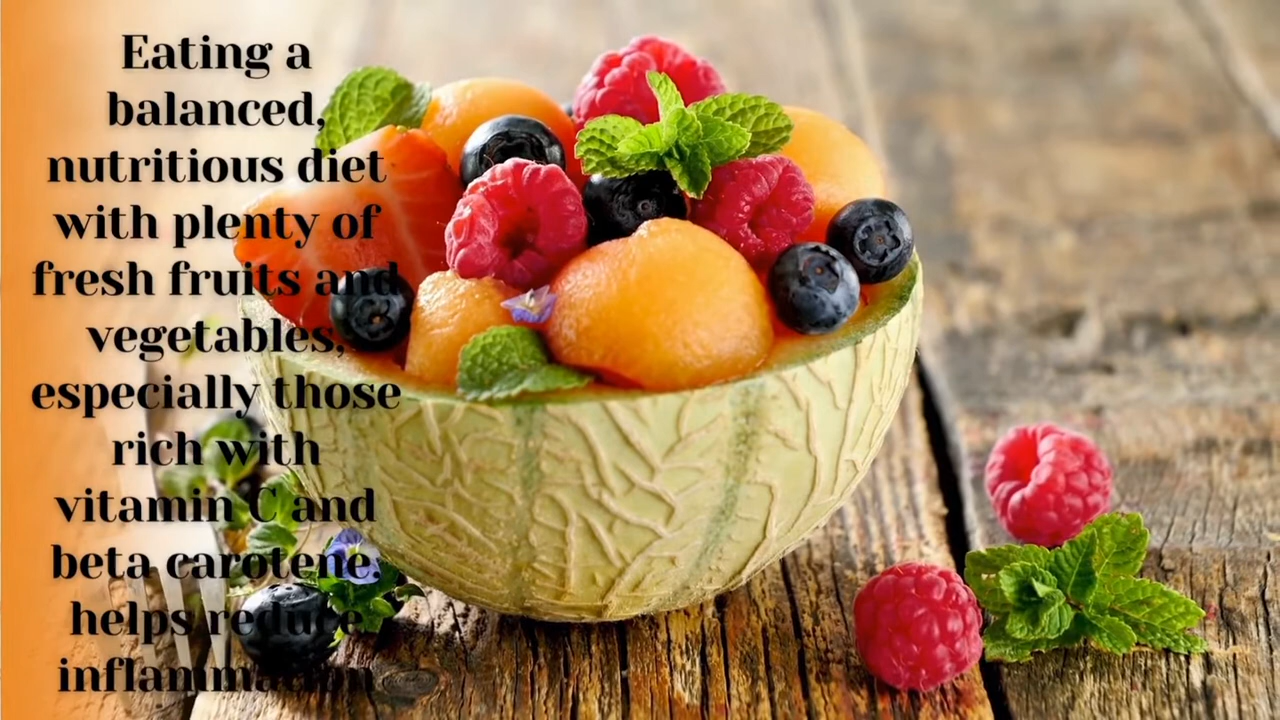 Eating a
balanced,
nutritious diet
with plenty of
fresh fruits and
vegetables,
especially those
rich with
vitamin C and
beta carotene,
helps reduce
inflammation